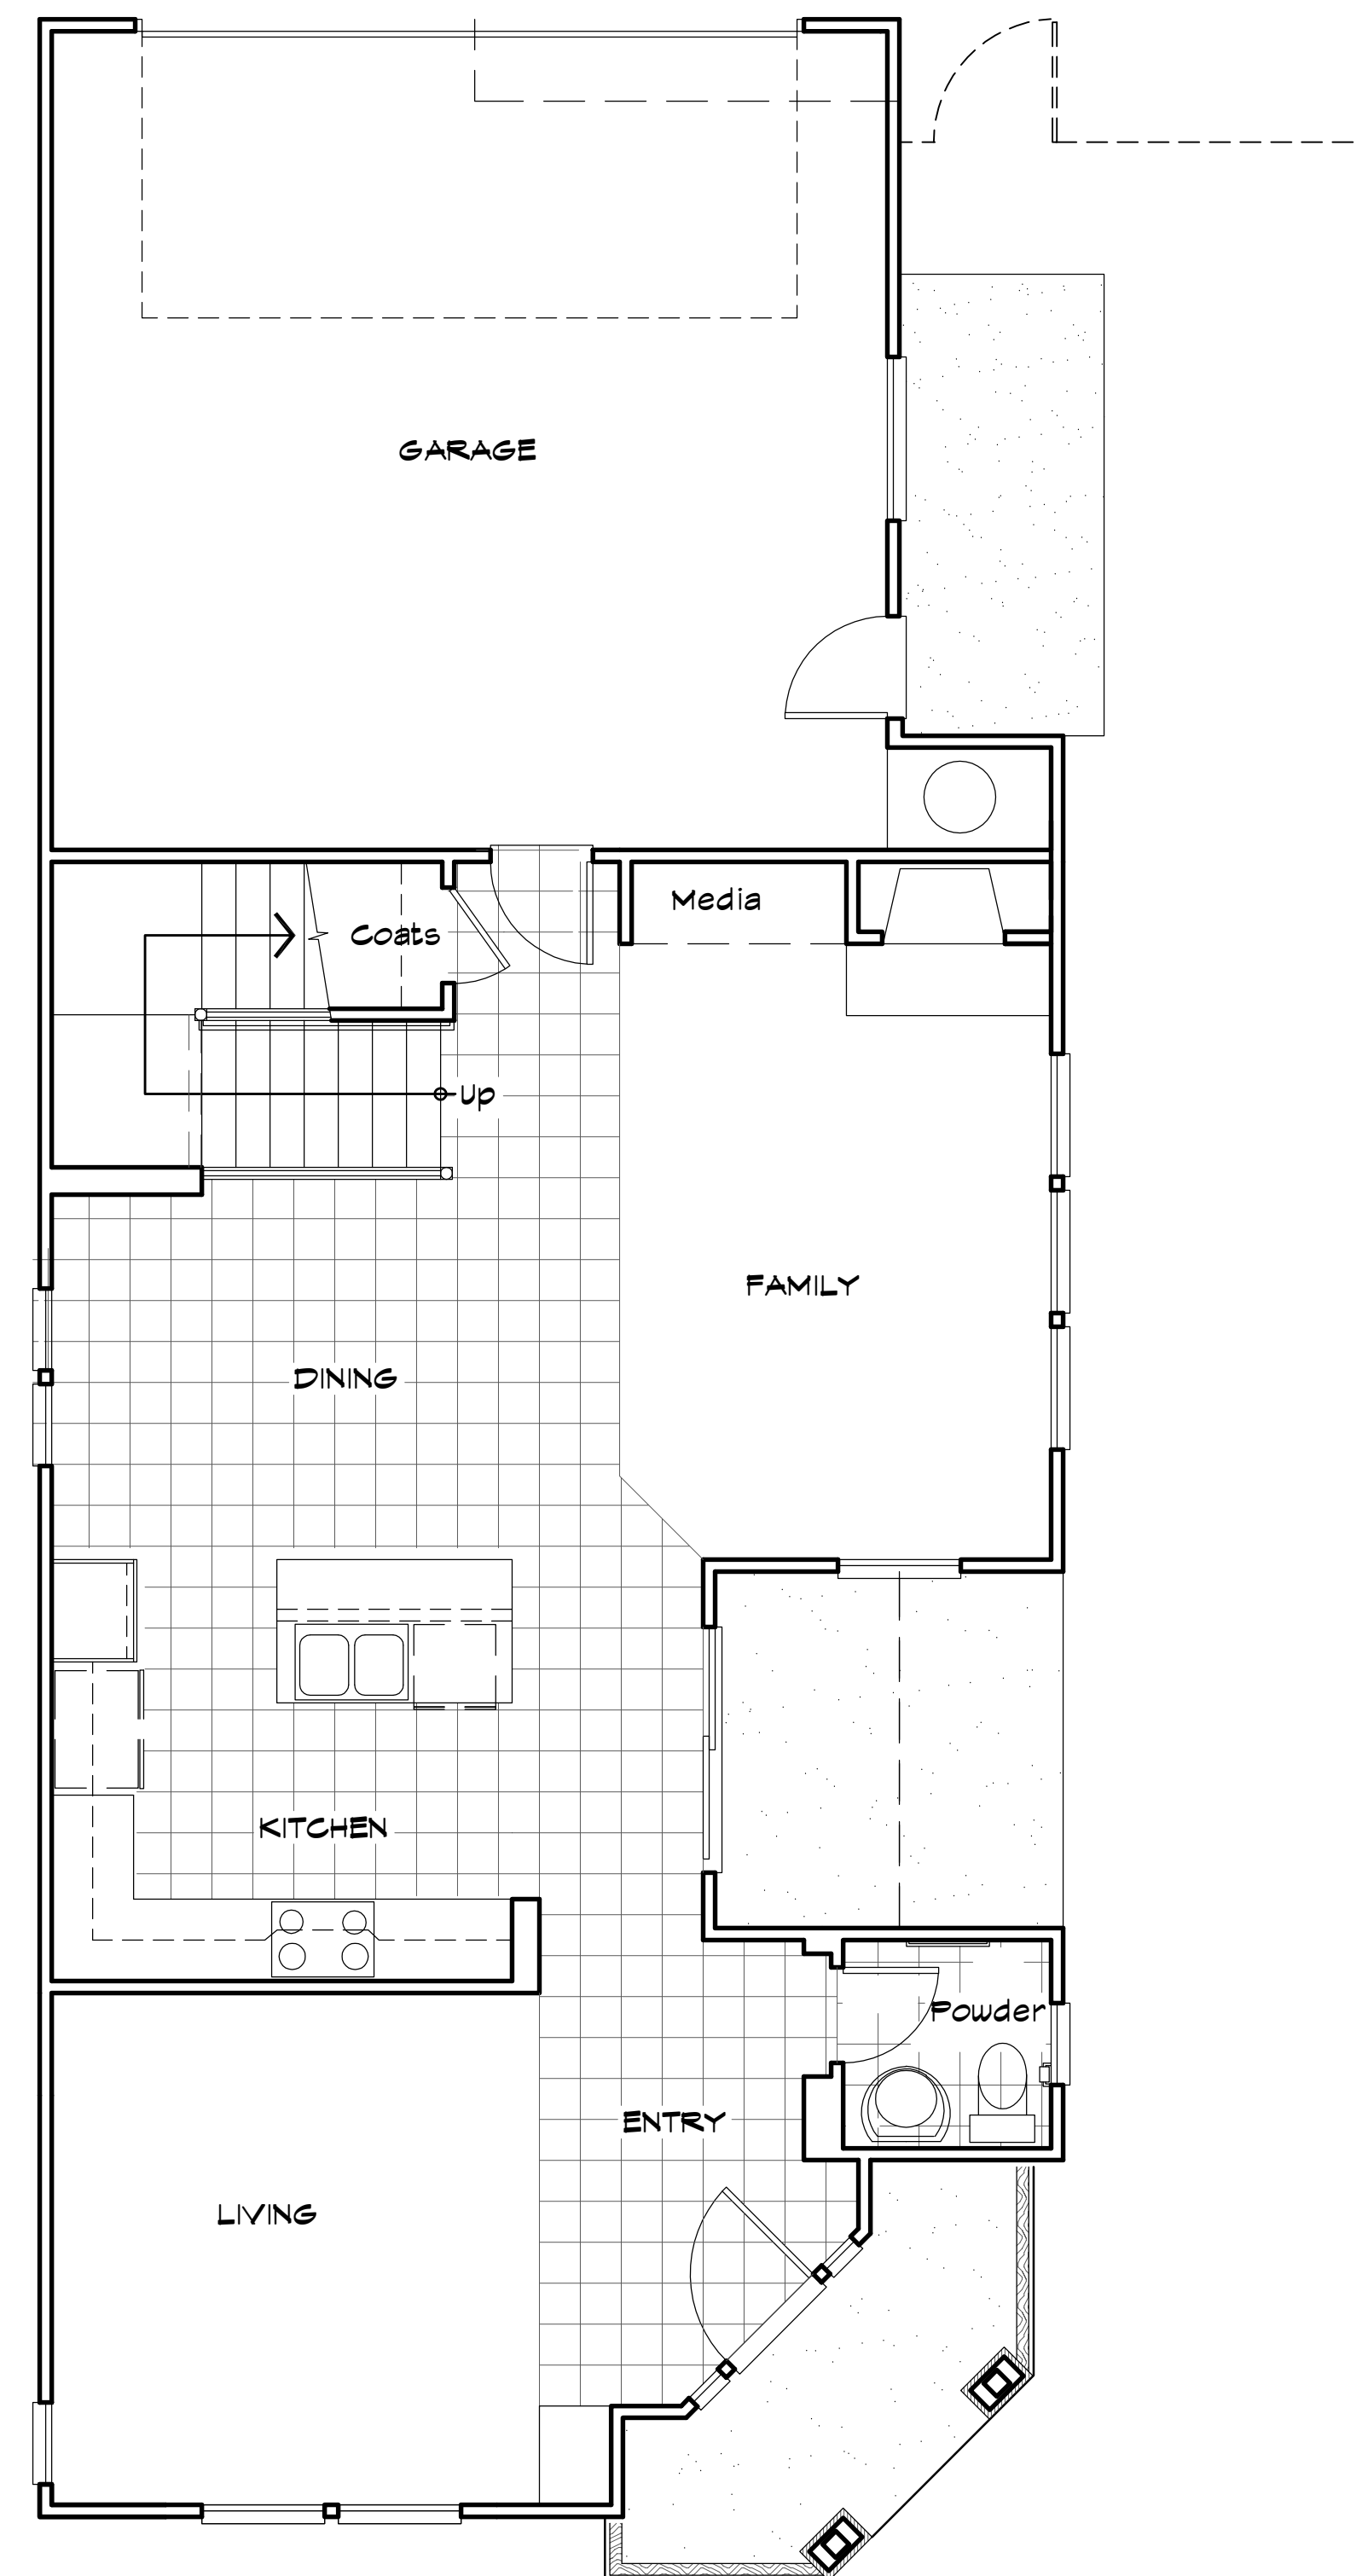 GARAGE
Media
Coats
Up
FAMILY
DINING
KITCHEN
Powder
ENTRY
LIVING